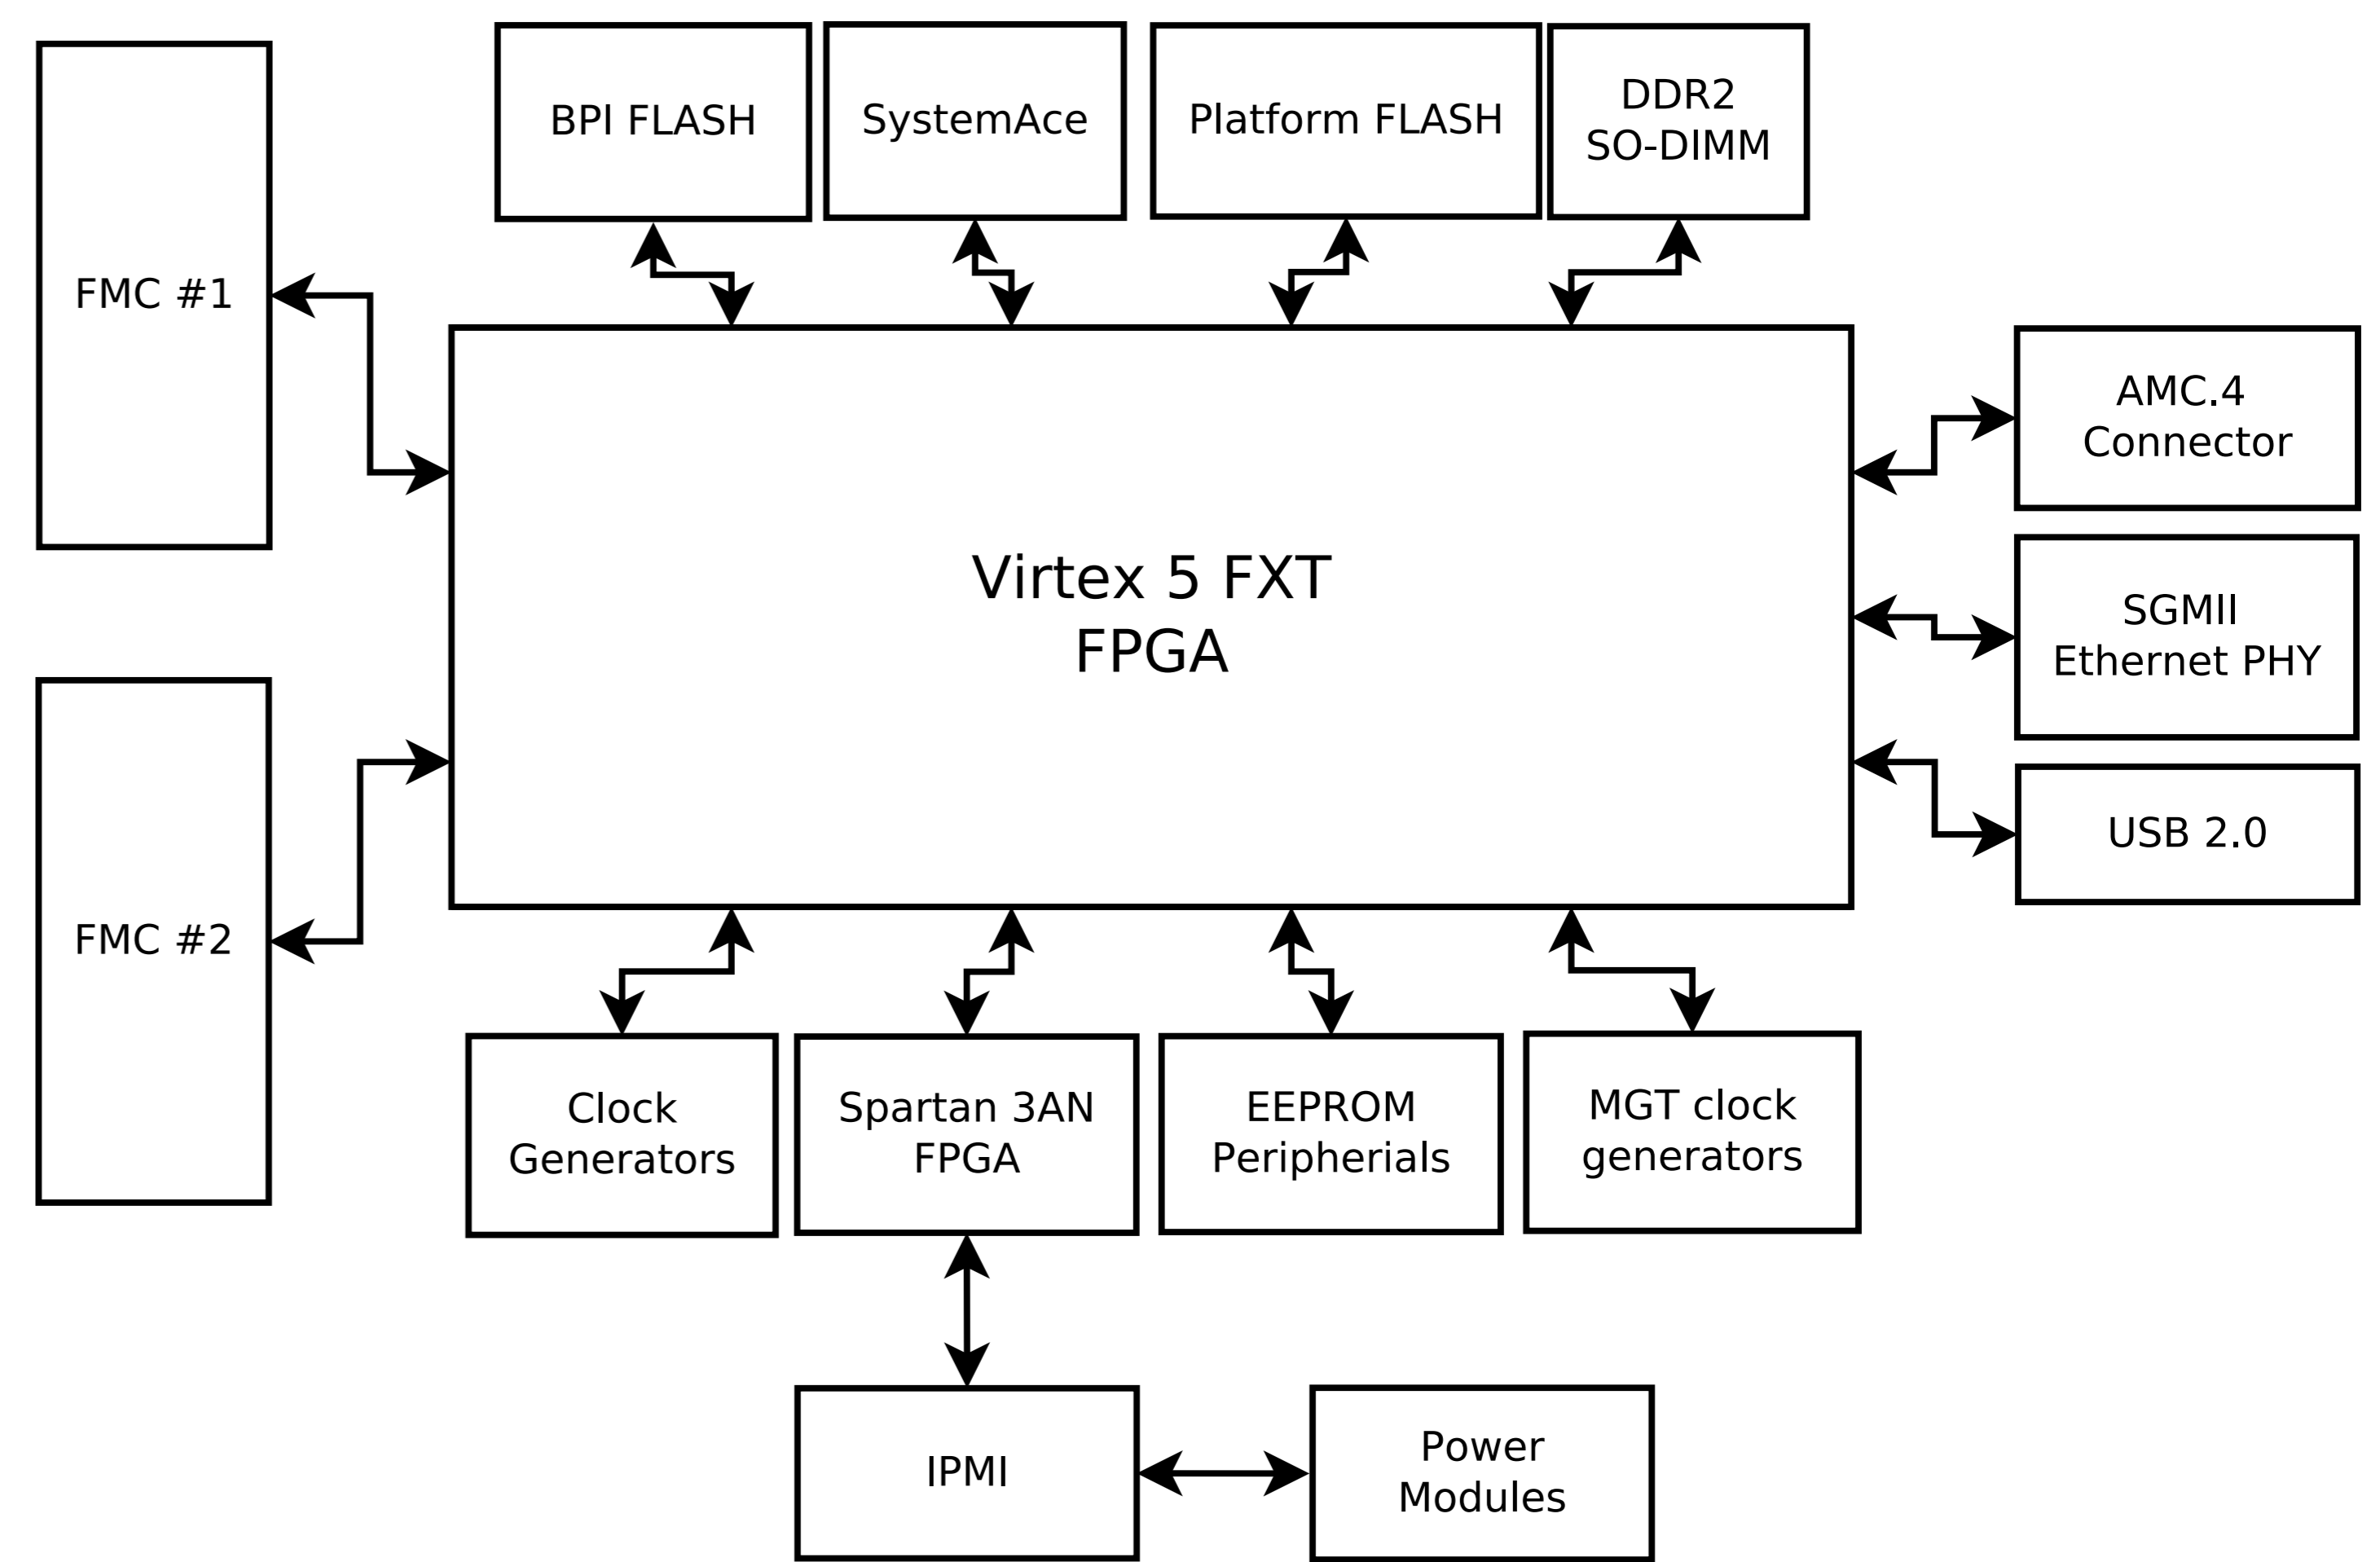 BPI FLASH
SystemAce
Platform FLASH
DDR2
SO-DIMM
FMC #1
AMC.4
Connector
Virtex 5 FXT
FPGA
SGMII
Ethernet PHY
USB 2.0
FMC #2
Clock
Generators
Spartan 3AN
FPGA
EEPROM
Peripherials
MGT clock
generators
IPMI
Power
Modules